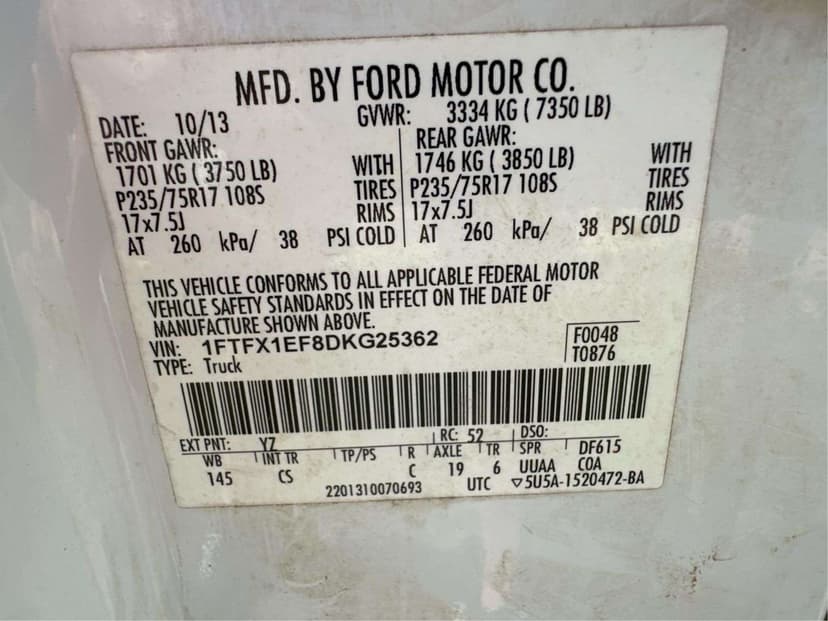 MFD. BY FORD MOTOR CO.
DATE: 10/13 GVWR: 3334 KG ( 7350 LB)
FRONT GAWR: REAR GAWR:
1701 KG ( 3750 LB) WITH 1746 KG ( 3850 LB) WITH
P235/75R17 108S TIRES P235/75R17 108S TIRES
17x7.5J RIMS 17x7.5J RIMS
AT 260 kPa/ 38 PSI COLD AT 260 kPa/ 38 PSI COLD
THIS VEHICLE CONFORMS TO ALL APPLICABLE FEDERAL MOTOR
VEHICLE SAFETY STANDARDS IN EFFECT ON THE DATE OF
MANUFACTURE SHOWN ABOVE.
VIN: 1FTFX1EF8DKG25362 F0048
TYPE: Truck T0876
EXT PNT: YZ RC: 52 DSO:
WB INT TR TP/PS R AXLE TR SPR DF615
145 CS C 19 6 UUAA COA
2201310070693 UTC ▽5U5A-1520472-BA